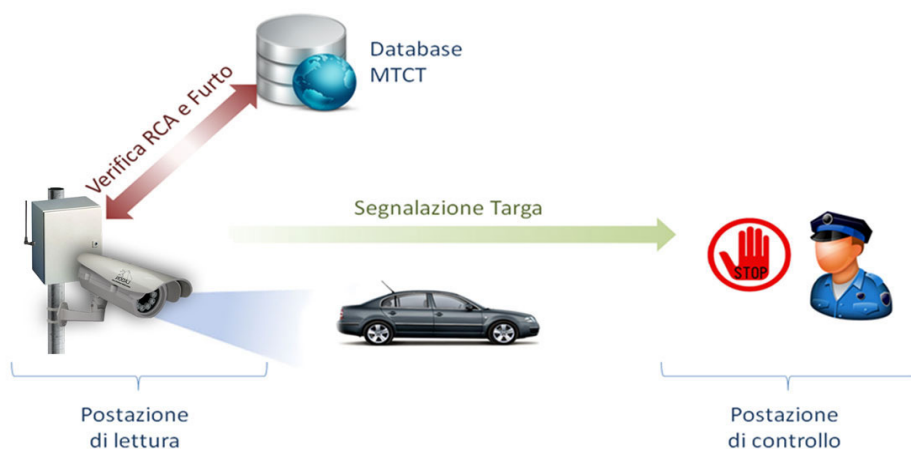 Database
MTCT
Verifica RCA e Furto
Segnalazione Targa
STOP
Postazione
di lettura
Postazione
di controllo